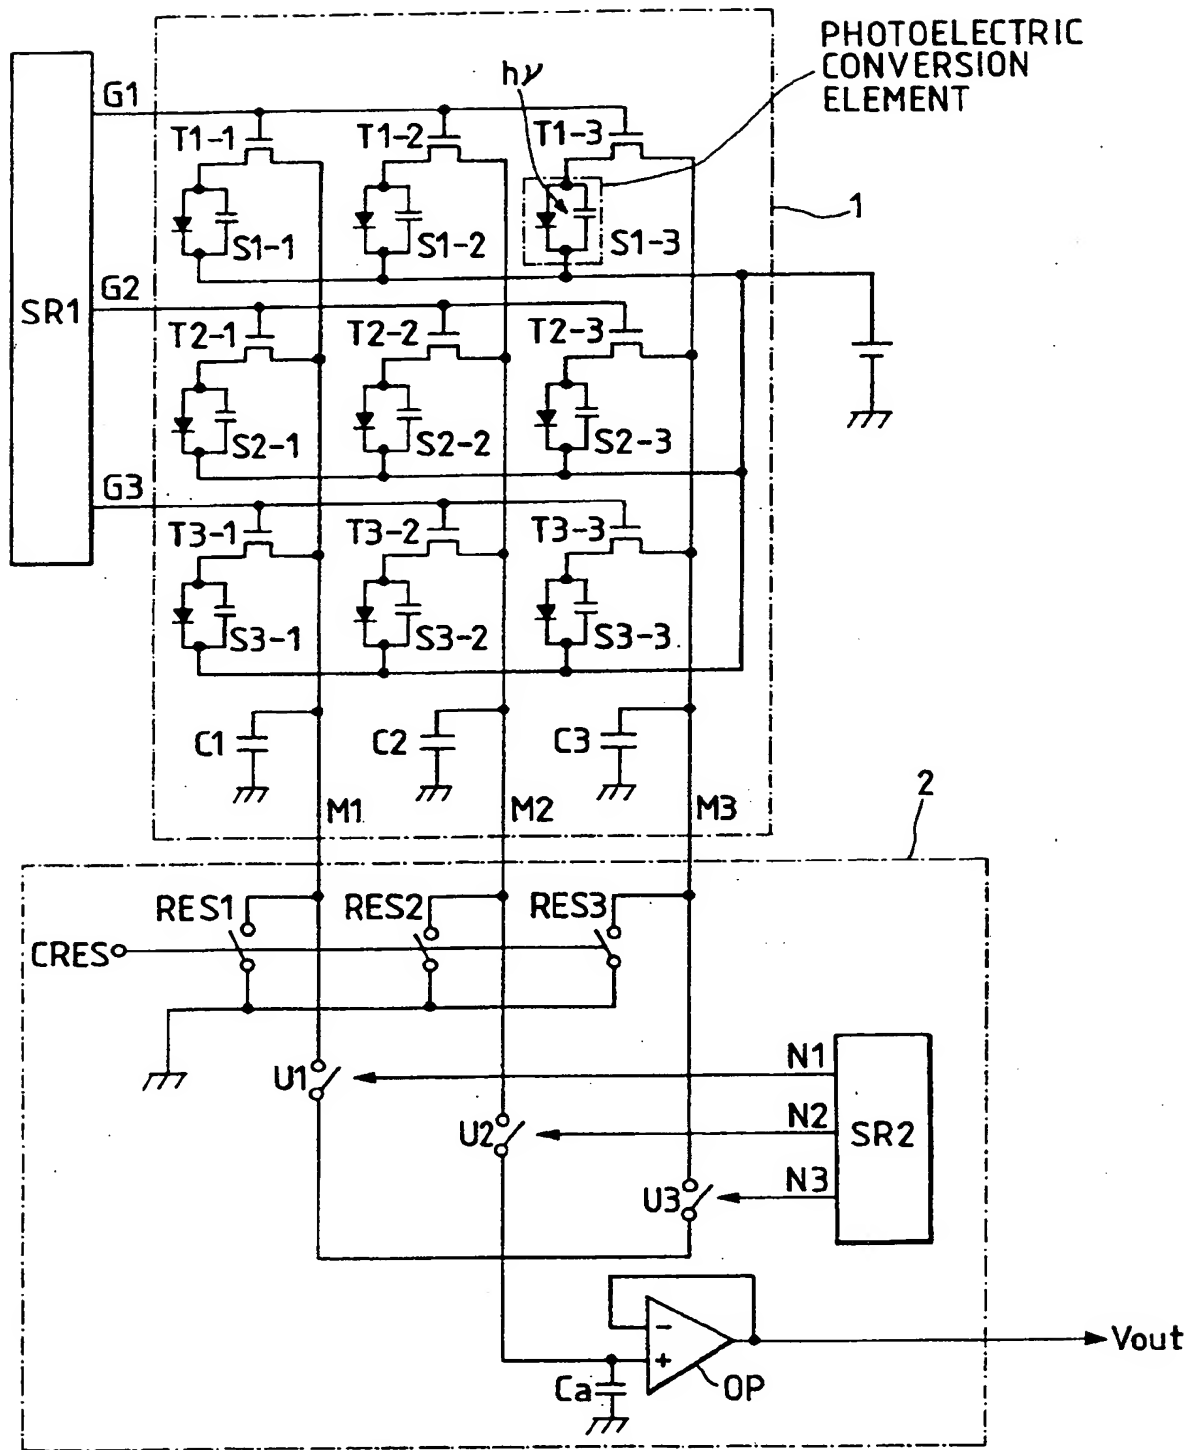 PHOTOELECTRIC
CONVERSION
ELEMENT
hν
G1
T1-1
T1-2
T1-3
1
S1-1
S1-2
S1-3
G2
SR1
T2-1
T2-2
T2-3
S2-1
S2-2
S2-3
G3
T3-1
T3-2
T3-3
S3-1
S3-2
S3-3
C1
C2
C3
M1
M2
M3
2
RES1
RES2
RES3
CRES
U1
N1
U2
N2
SR2
U3
N3
−
+
Vout
Ca
OP